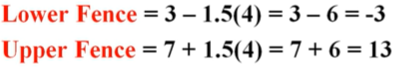 Lower Fence = 3 – 1.5(4) = 3 – 6 = -3
Upper Fence = 7 + 1.5(4) = 7 + 6 = 13